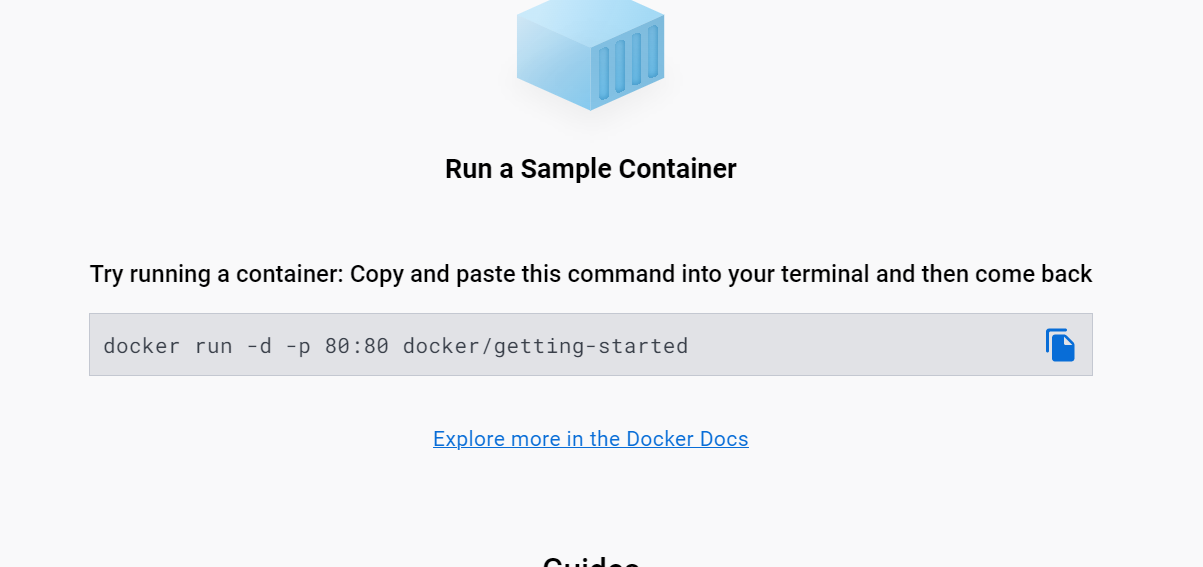 Run a Sample Container
Try running a container: Copy and paste this command into your terminal and then come back
docker run -d -p 80:80 docker/getting-started
Explore more in the Docker Docs
Guides